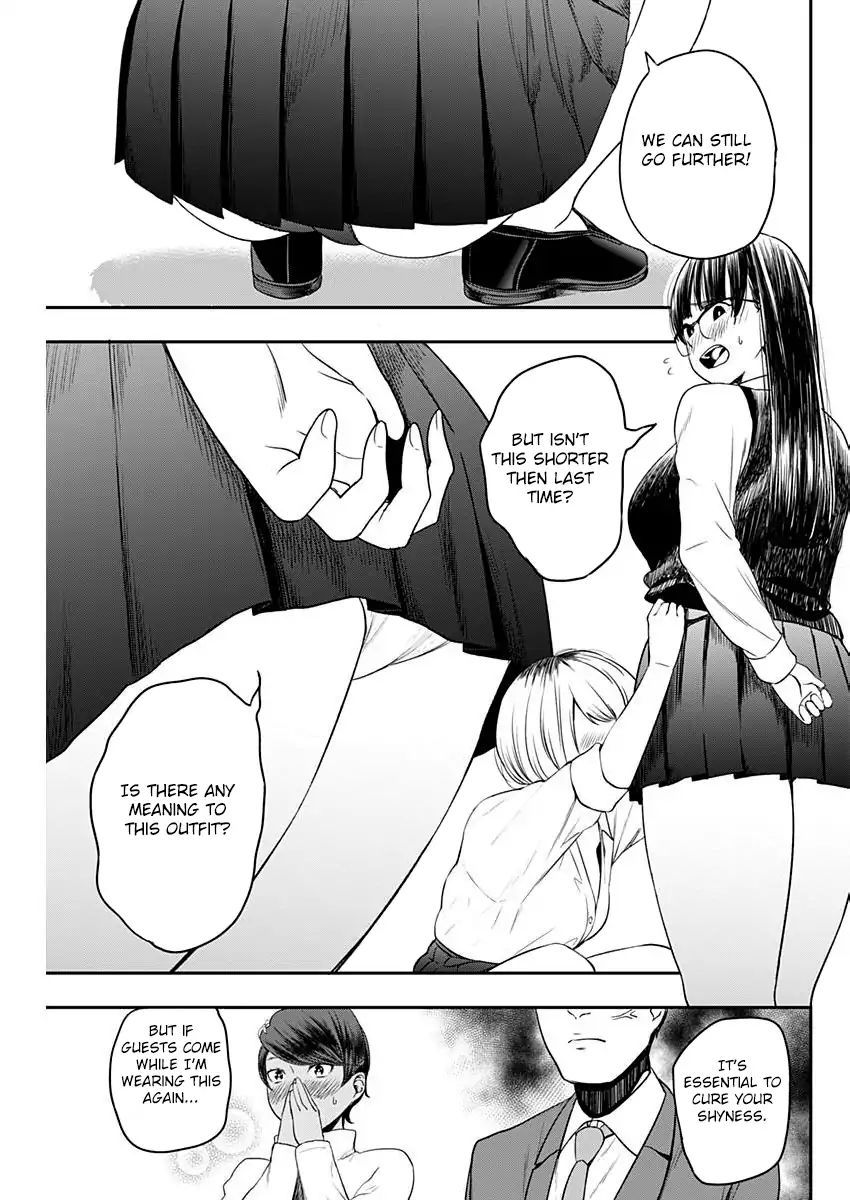 WE CAN STILL
GO FURTHER!
BUT ISN'T
THIS SHORTER
THEN LAST
TIME?
IS THERE ANY
MEANING TO
THIS OUTFIT?
IT'S
ESSENTIAL TO
CURE YOUR
SHYNESS.
BUT IF
GUESTS COME
WHILE I'M
WEARING THIS
AGAIN...